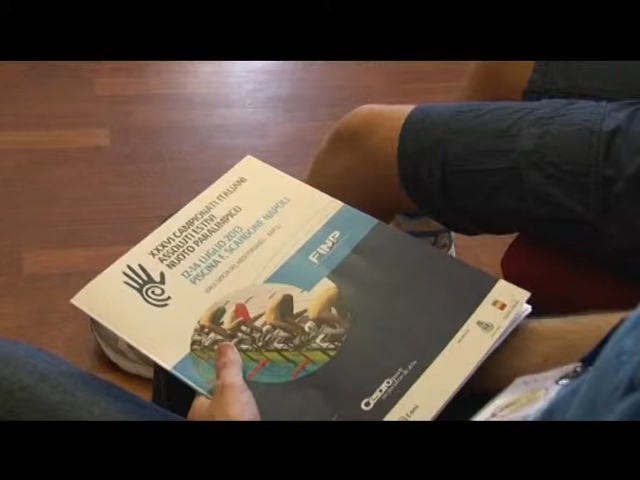 XXXVI CAMPIONATI ITALIANI
ASSOLUTI ESTIVI
NUOTO PARALIMPICO
12-14 LUGLIO 2013
PISCINA F. SCANDONE NAPOLI
FINP